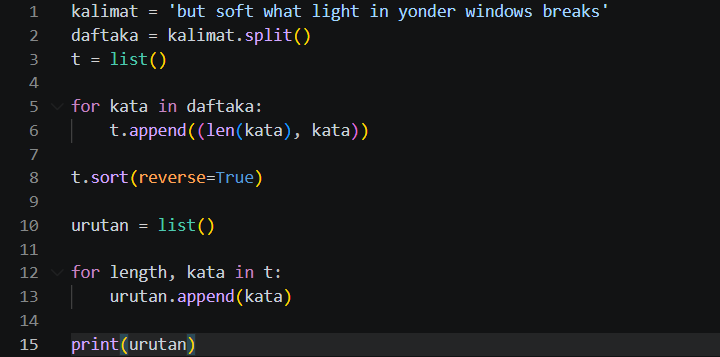 1 kalimat = 'but soft what light in yonder windows breaks'
2 daftaka = kalimat.split()
3 t = list()
4
5 for kata in daftaka:
6     t.append((len(kata), kata))
7
8 t.sort(reverse=True)
9
10 urutan = list()
11
12 for length, kata in t:
13     urutan.append(kata)
14
15 print(urutan)